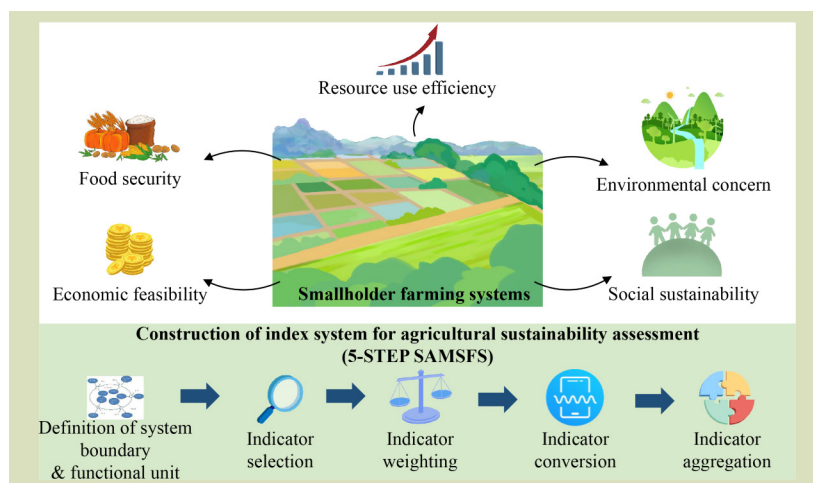 Resource use efficiency
Food security
Environmental concern
Economic feasibility
Smallholder farming systems
Social sustainability
Construction of index system for agricultural sustainability assessment
(5-STEP SAMSFS)
Definition of system
boundary
& functional unit
Indicator
selection
Indicator
weighting
Indicator
conversion
Indicator
aggregation